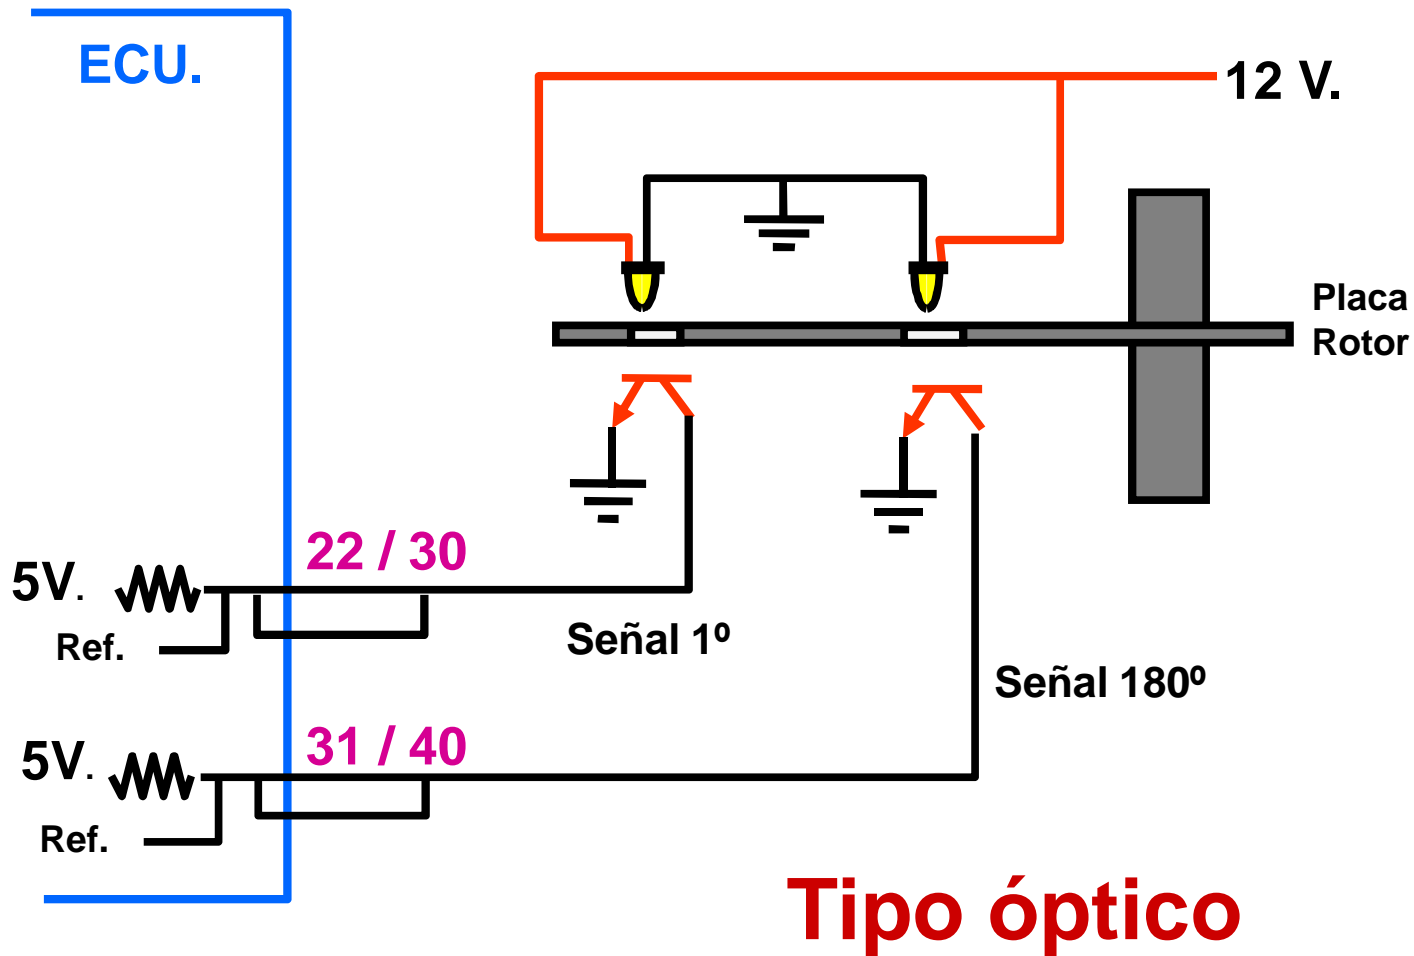 ECU.
12 V.
Placa
Rotor
22 / 30
5V.
Ref.
Señal 1º
Señal 180º
31 / 40
5V.
Ref.
Tipo óptico